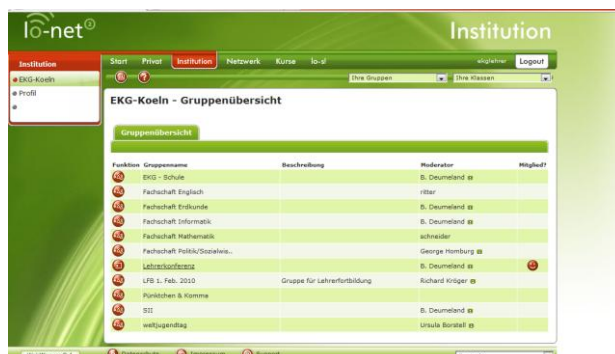 lo-net²
Institution
Institution
Start Privat Institution Netzwerk Kurse lo-sl
ekglehrer Logout
EKG-Koeln
Ihre Gruppen Ihre Klassen
Profil
EKG-Koeln - Gruppenübersicht
Gruppenübersicht
Funktion Gruppenname Beschreibung Moderator Mitglied?
EKG - Schule B. Deumeland
Fachschaft Englisch ritter
Fachschaft Erdkunde B. Deumeland
Fachschaft Informatik B. Deumeland
Fachschaft Mathematik schneider
Fachschaft Politik/Sozialwis.. George Homburg
Lehrerkonferenz B. Deumeland
LFB 1. Feb. 2010 Gruppe für Lehrerfortbildung Richard Kröger
Pünktchen & Komma
SII B. Deumeland
weltjugendtag Ursula Borstell
Datenschutz Impressum Support